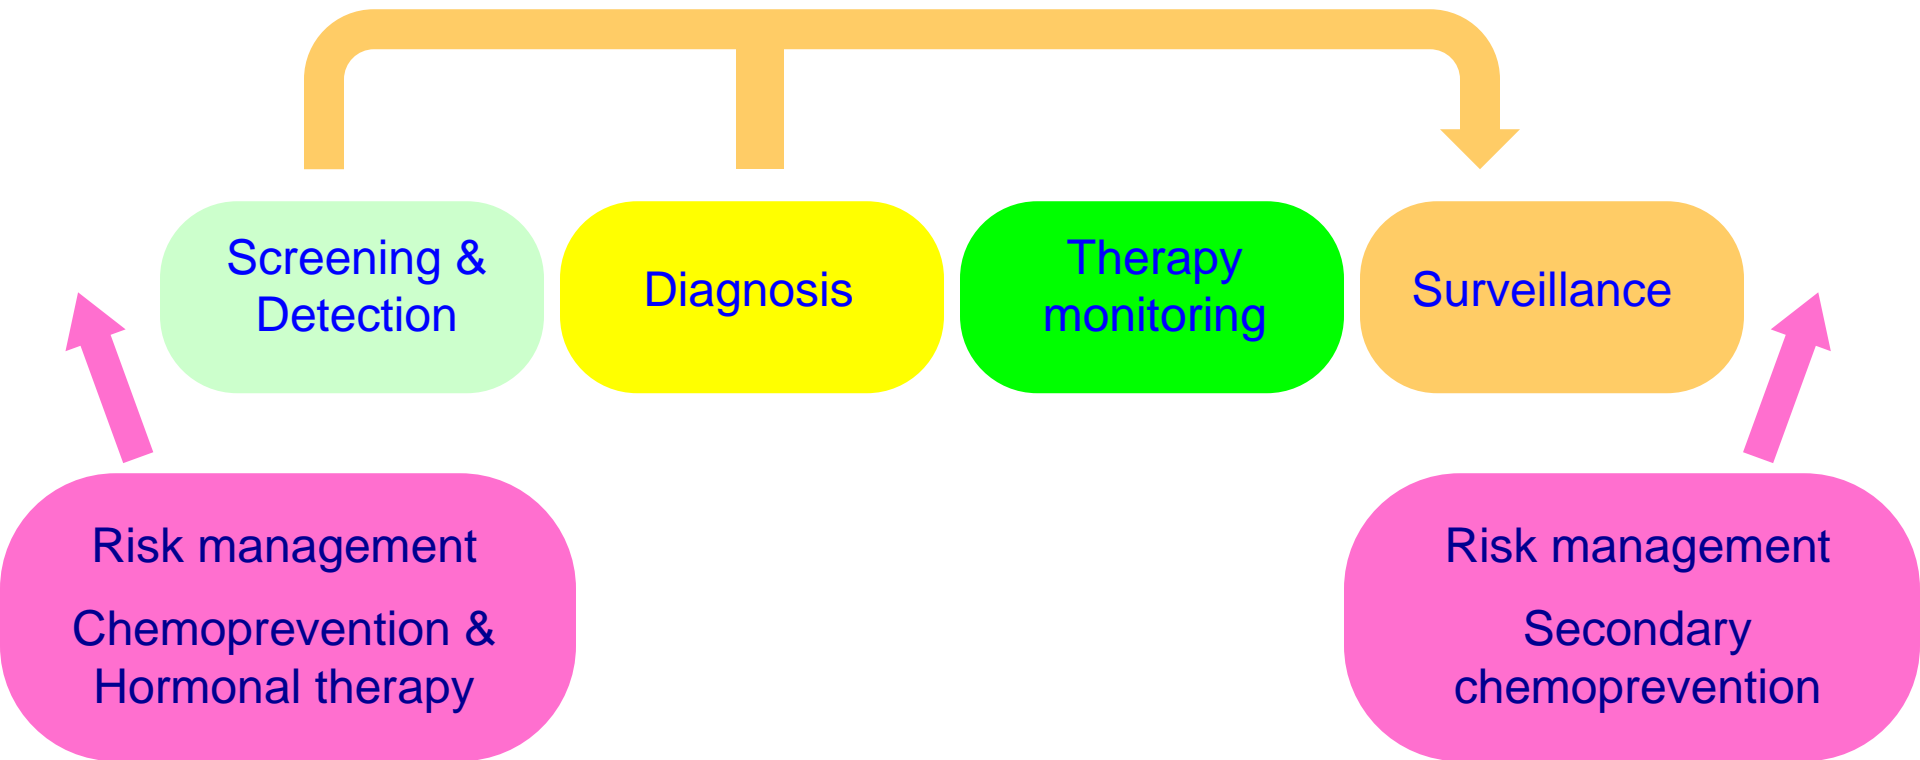 Screening &
Detection
Diagnosis
Therapy
monitoring
Surveillance
Risk management
Chemoprevention &
Hormonal therapy
Risk management
Secondary
chemoprevention